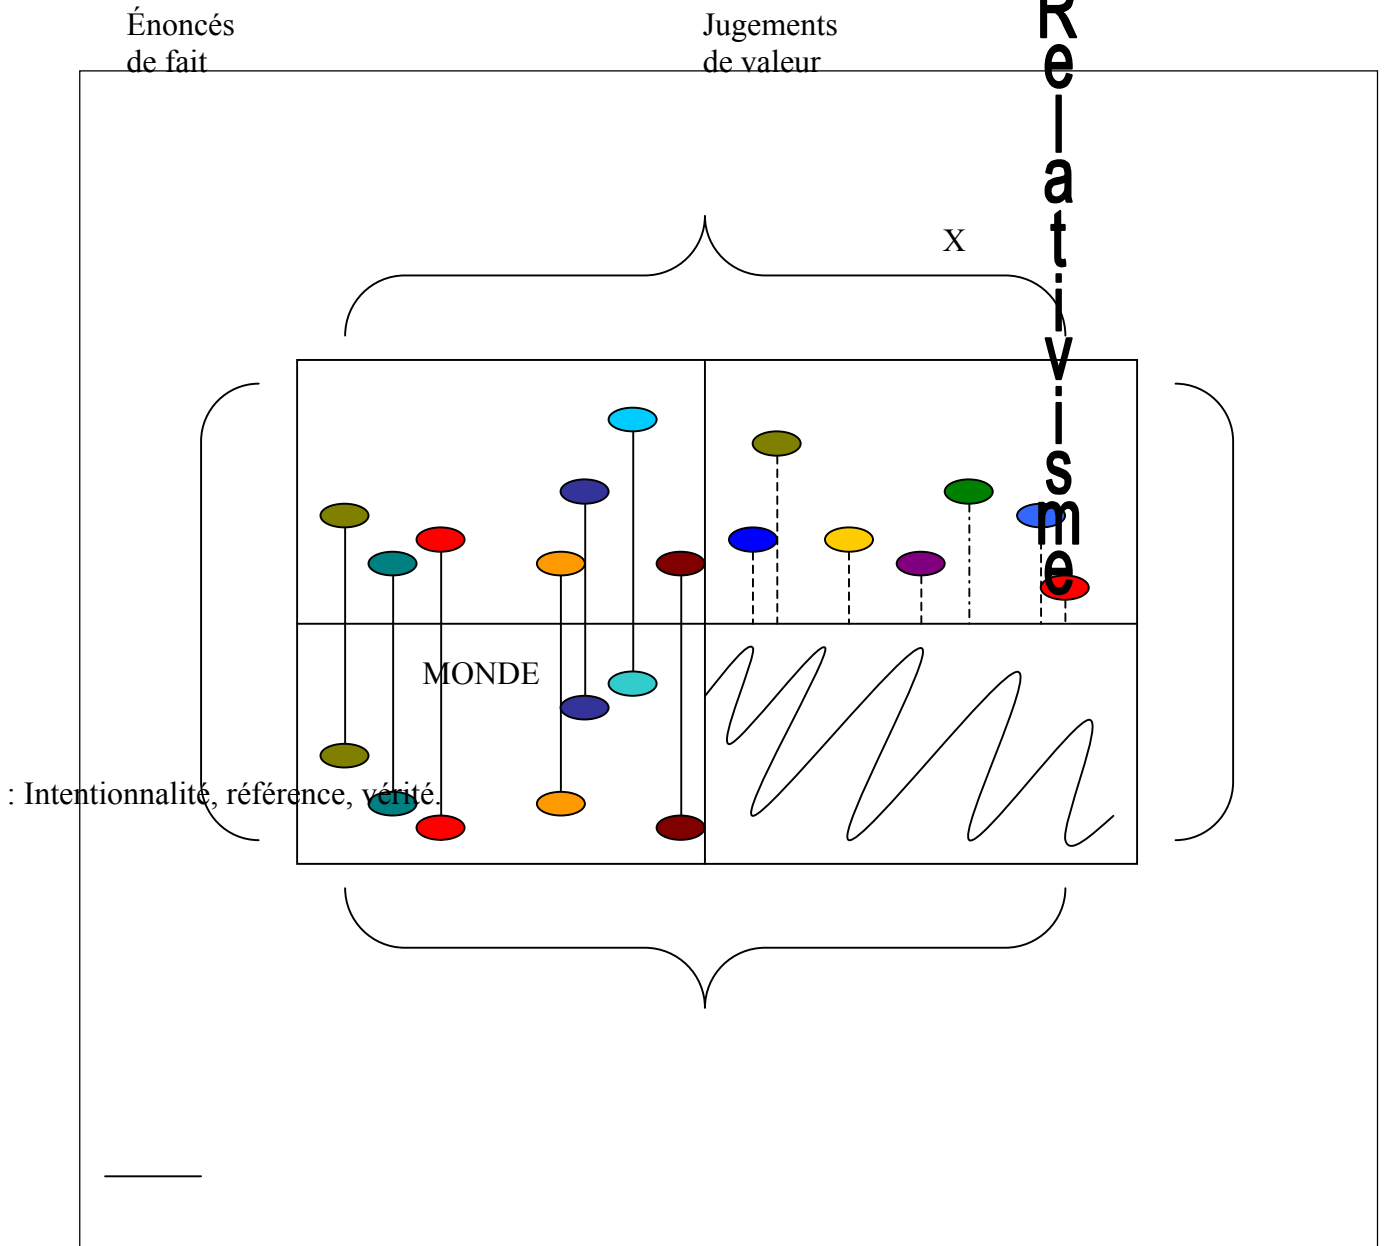 Énoncés
de fait
Jugements
de valeur
Relativisme
X
MONDE
: Intentionnalité, référence, vérité.